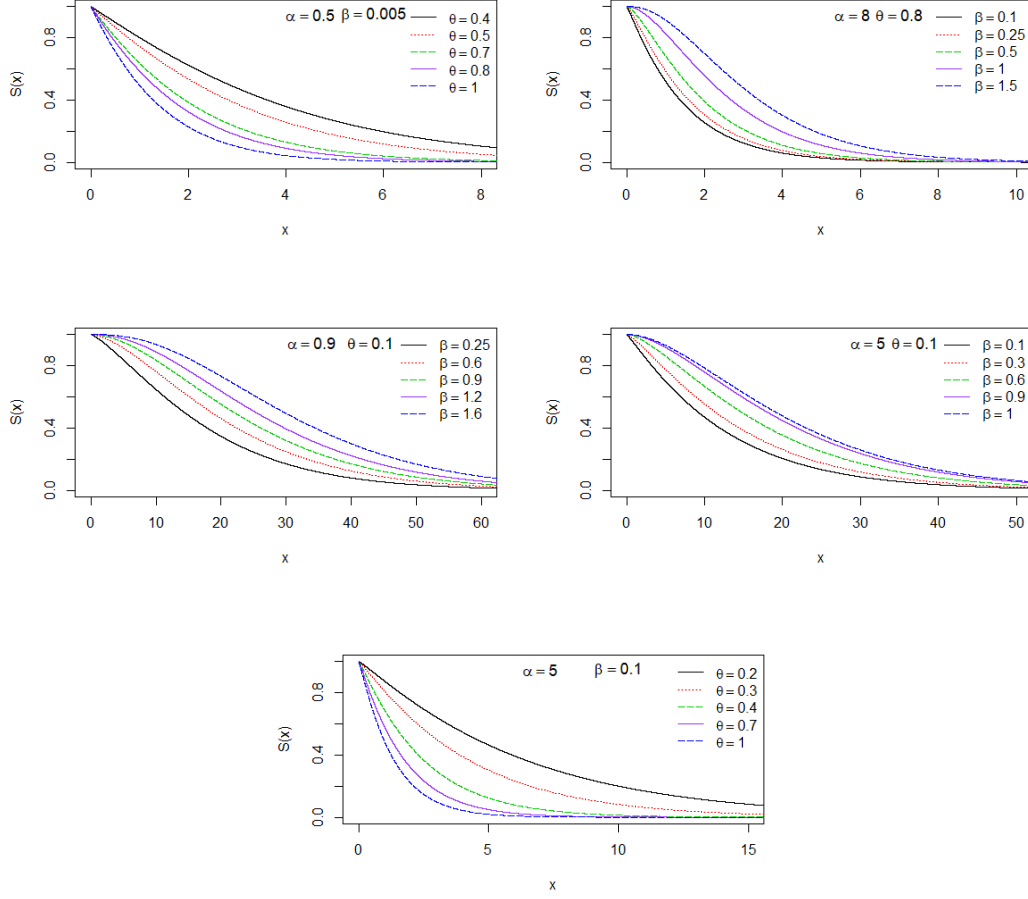 α = 0.5 β = 0.005
θ = 0.4
θ = 0.5
θ = 0.7
θ = 0.8
θ = 1
S(x)
0.0 0.4 0.8
0 2 4 6 8
x
α = 8 θ = 0.8
β = 0.1
β = 0.25
β = 0.5
β = 1
β = 1.5
S(x)
0.0 0.4 0.8
0 2 4 6 8 10
x
α = 0.9 θ = 0.1
β = 0.25
β = 0.6
β = 0.9
β = 1.2
β = 1.6
S(x)
0.0 0.4 0.8
0 10 20 30 40 50 60
x
α = 5 θ = 0.1
β = 0.1
β = 0.3
β = 0.6
β = 0.9
β = 1
S(x)
0.0 0.4 0.8
0 10 20 30 40 50
x
α = 5 β = 0.1
θ = 0.2
θ = 0.3
θ = 0.4
θ = 0.7
θ = 1
S(x)
0.0 0.4 0.8
0 5 10 15
x